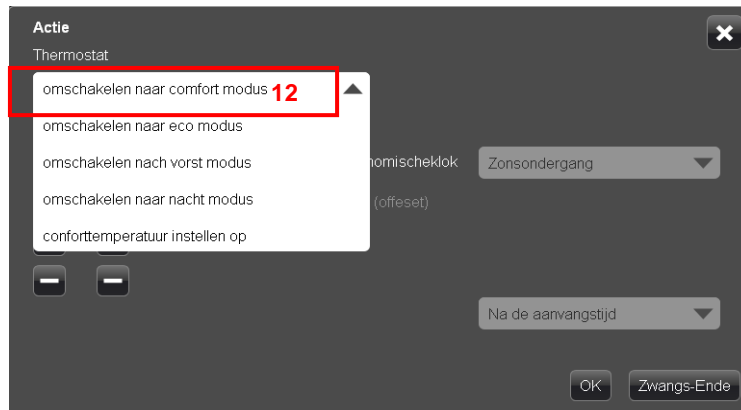 Actie
Thermostat
omschakelen naar comfort modus 12
omschakelen naar eco modus
omschakelen nach vorst modus
nomischeklok Zonsondergang
omschakelen naar nacht modus
(offeset)
conforttemperatuur instellen op
Na de aanvangstijd
OK Zwangs-Ende